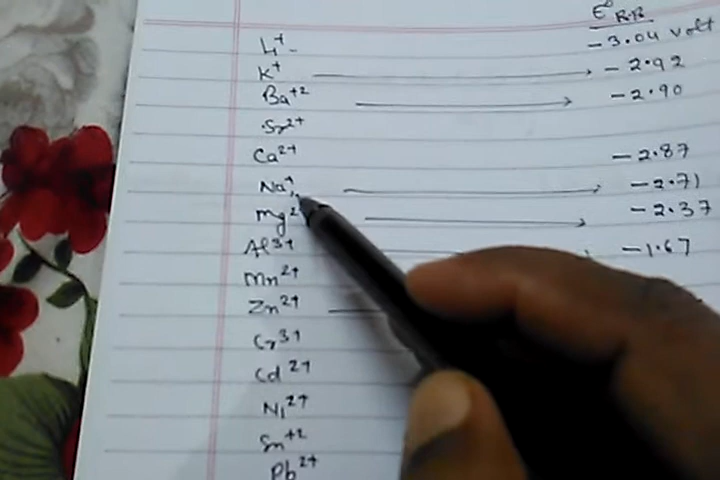 E° R.P
Li+ - 3.04 volt
K+ → - 2.92
Ba+2 → - 2.90
Sr2+
Ca2+ - 2.87
Na+ → - 2.71
Mg2 → - 2.37
Al3+ - 1.67
Mn2+
Zn2+
Cr3+
Cd2+
Ni2+
Sn+2
Pb2+